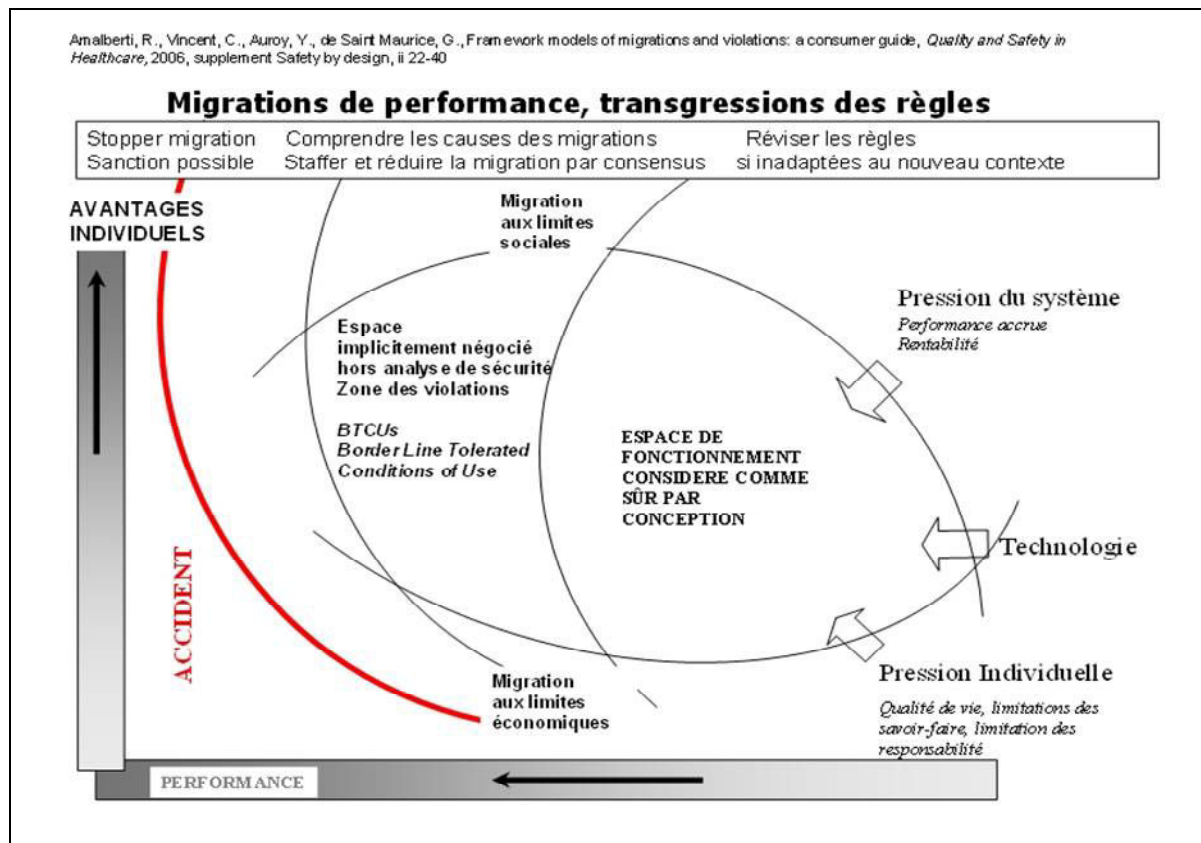 Amalberti, R., Vincent, C., Auroy, Y., de Saint Maurice, G., Framework models of migrations and violations: a consumer guide, Quality and Safety in
Healthcare, 2006, supplement Safety by design, ii 22-40
Migrations de performance, transgressions des règles
Stopper migration
Sanction possible
Comprendre les causes des migrations
Staffer et réduire la migration par consensus
Réviser les règles
si inadaptées au nouveau contexte
AVANTAGES
INDIVIDUELS
Migration
aux limites
sociales
Pression du système
Performance accrue
Rentabilité
Espace
implicitement négocié
hors analyse de sécurité
Zone des violations
BTCUs
Border Line Tolerated
Conditions of Use
ESPACE DE
FONCTIONNEMENT
CONSIDERE COMME
SÛR PAR
CONCEPTION
Technologie
ACCIDENT
Migration
aux limites
économiques
Pression Individuelle
Qualité de vie, limitations des
savoir-faire, limitation des
responsabilité
PERFORMANCE